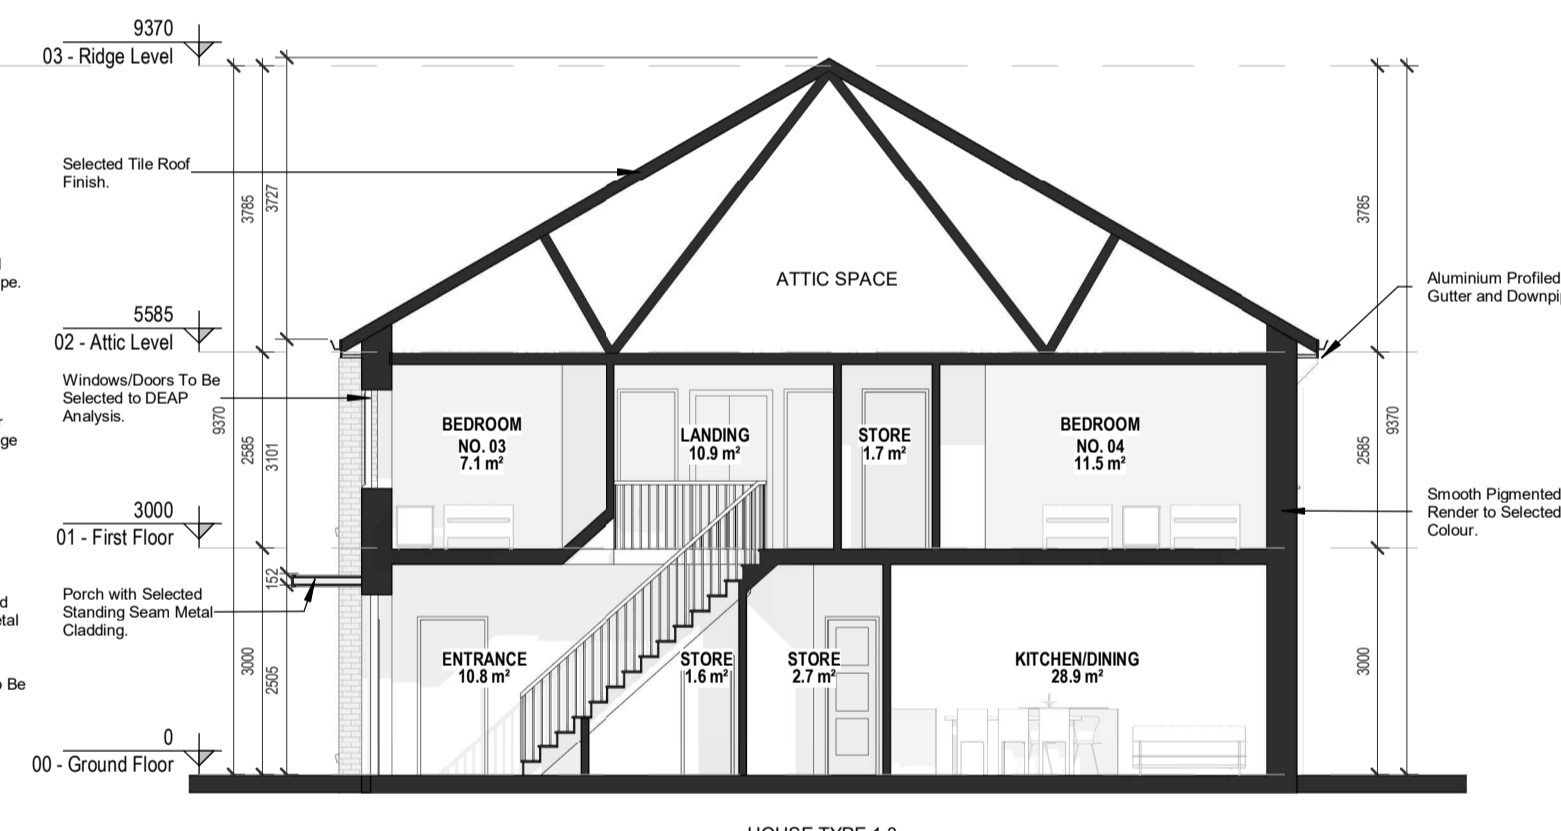 9370
03 - Ridge Level
Selected Tile Roof
Finish.
3785
3727
3785
ATTIC SPACE
pe.
Aluminium Profiled
Gutter and Downpi
5585
02 - Attic Level
Windows/Doors To Be
Selected to DEAP
Analysis.
ge
9370
2585
3101
BEDROOM
NO. 03
7.1 m²
LANDING
10.9 m²
STORE
1.7 m²
BEDROOM
NO. 04
11.5 m²
2585
9370
3000
01 - First Floor
Smooth Pigmented
Render to Selected
Colour.
152
Porch with Selected
Standing Seam Metal
Cladding.
d
etal
3000
2505
ENTRANCE
10.8 m²
STORE
1.6 m²
STORE
2.7 m²
KITCHEN/DINING
28.9 m²
3000
o Be
0
00 - Ground Floor